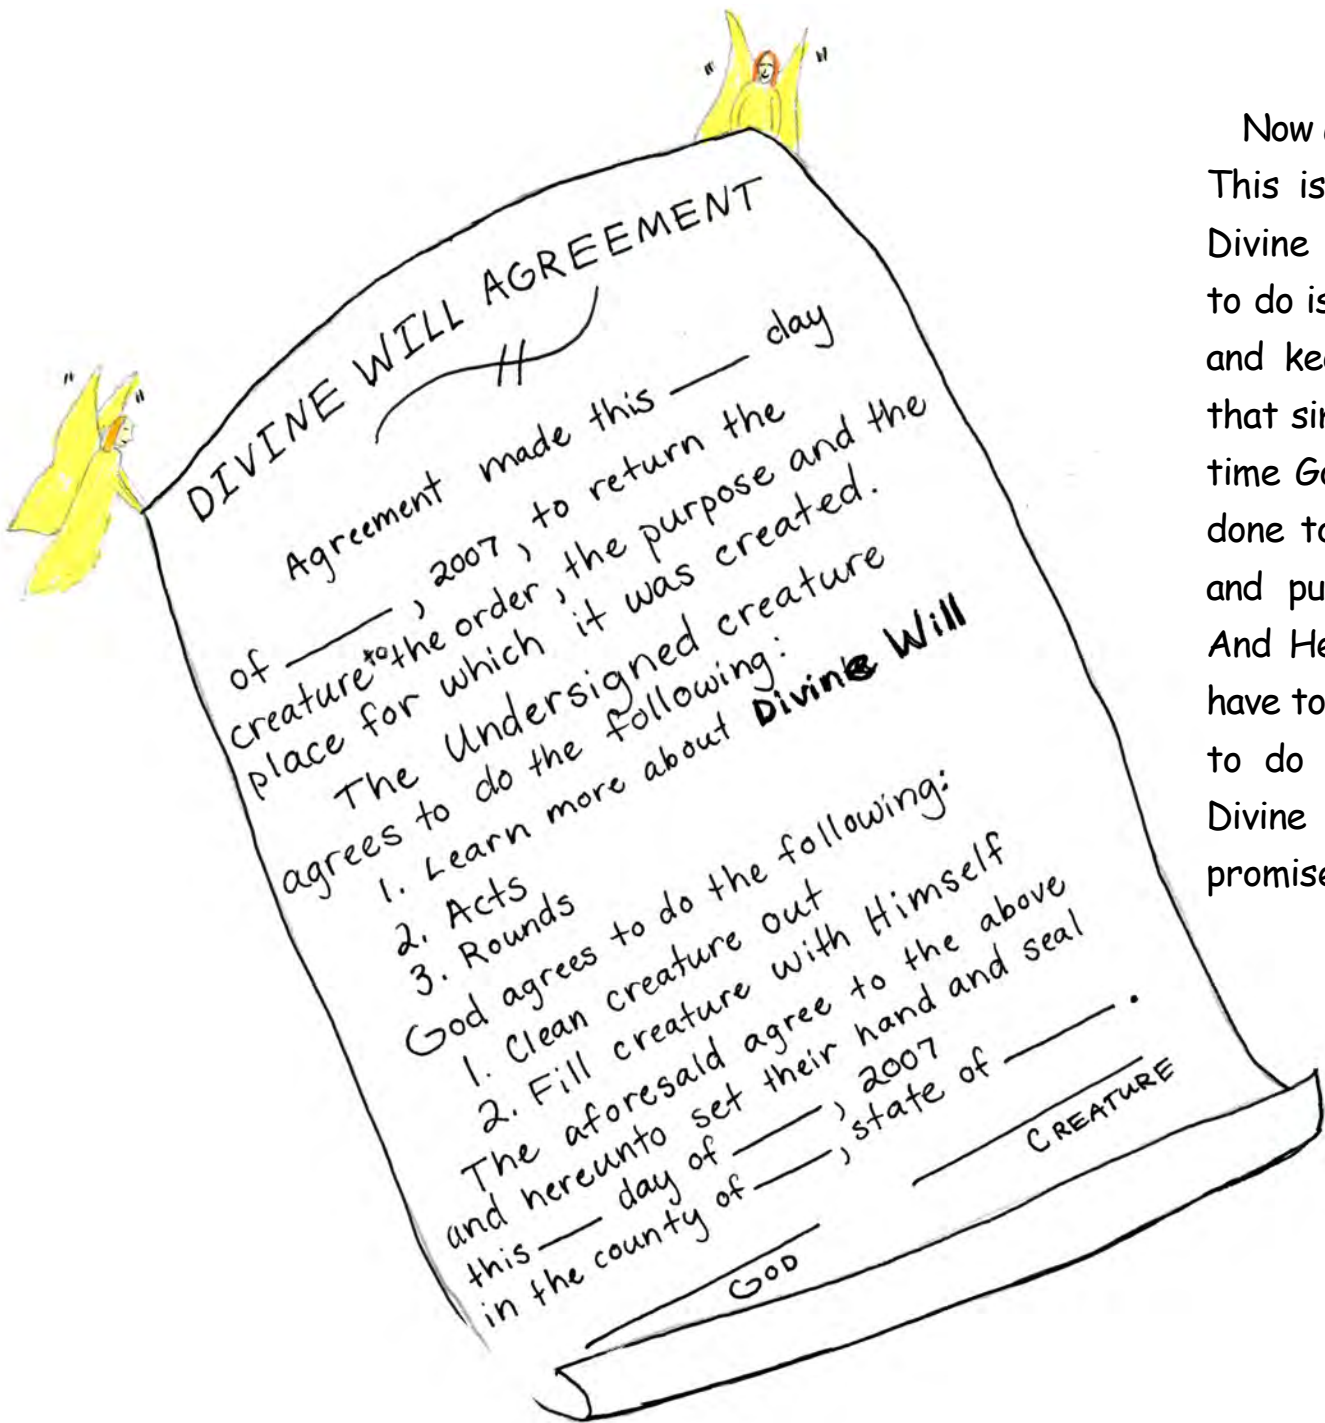 DIVINE WILL AGREEMENT
Agreement made this ___ day
of ___, 2007, to return the
creature to the order, the purpose and the
place for which it was created.
The Undersigned creature
agrees to do the following:
1. Learn more about Divine Will
2. Acts
3. Rounds
God agrees to do the following:
1. Clean creature out
2. Fill creature with Himself
The aforesaid agree to the above
and hereunto set their hand and seal
this ___ day of ___, 2007
in the county of ___, state of ___.
GOD
CREATURE
Now
This is
Divine
to do is
and kee
that sin
time Go
done to
and pu
And He
have to
to do
Divine
promise